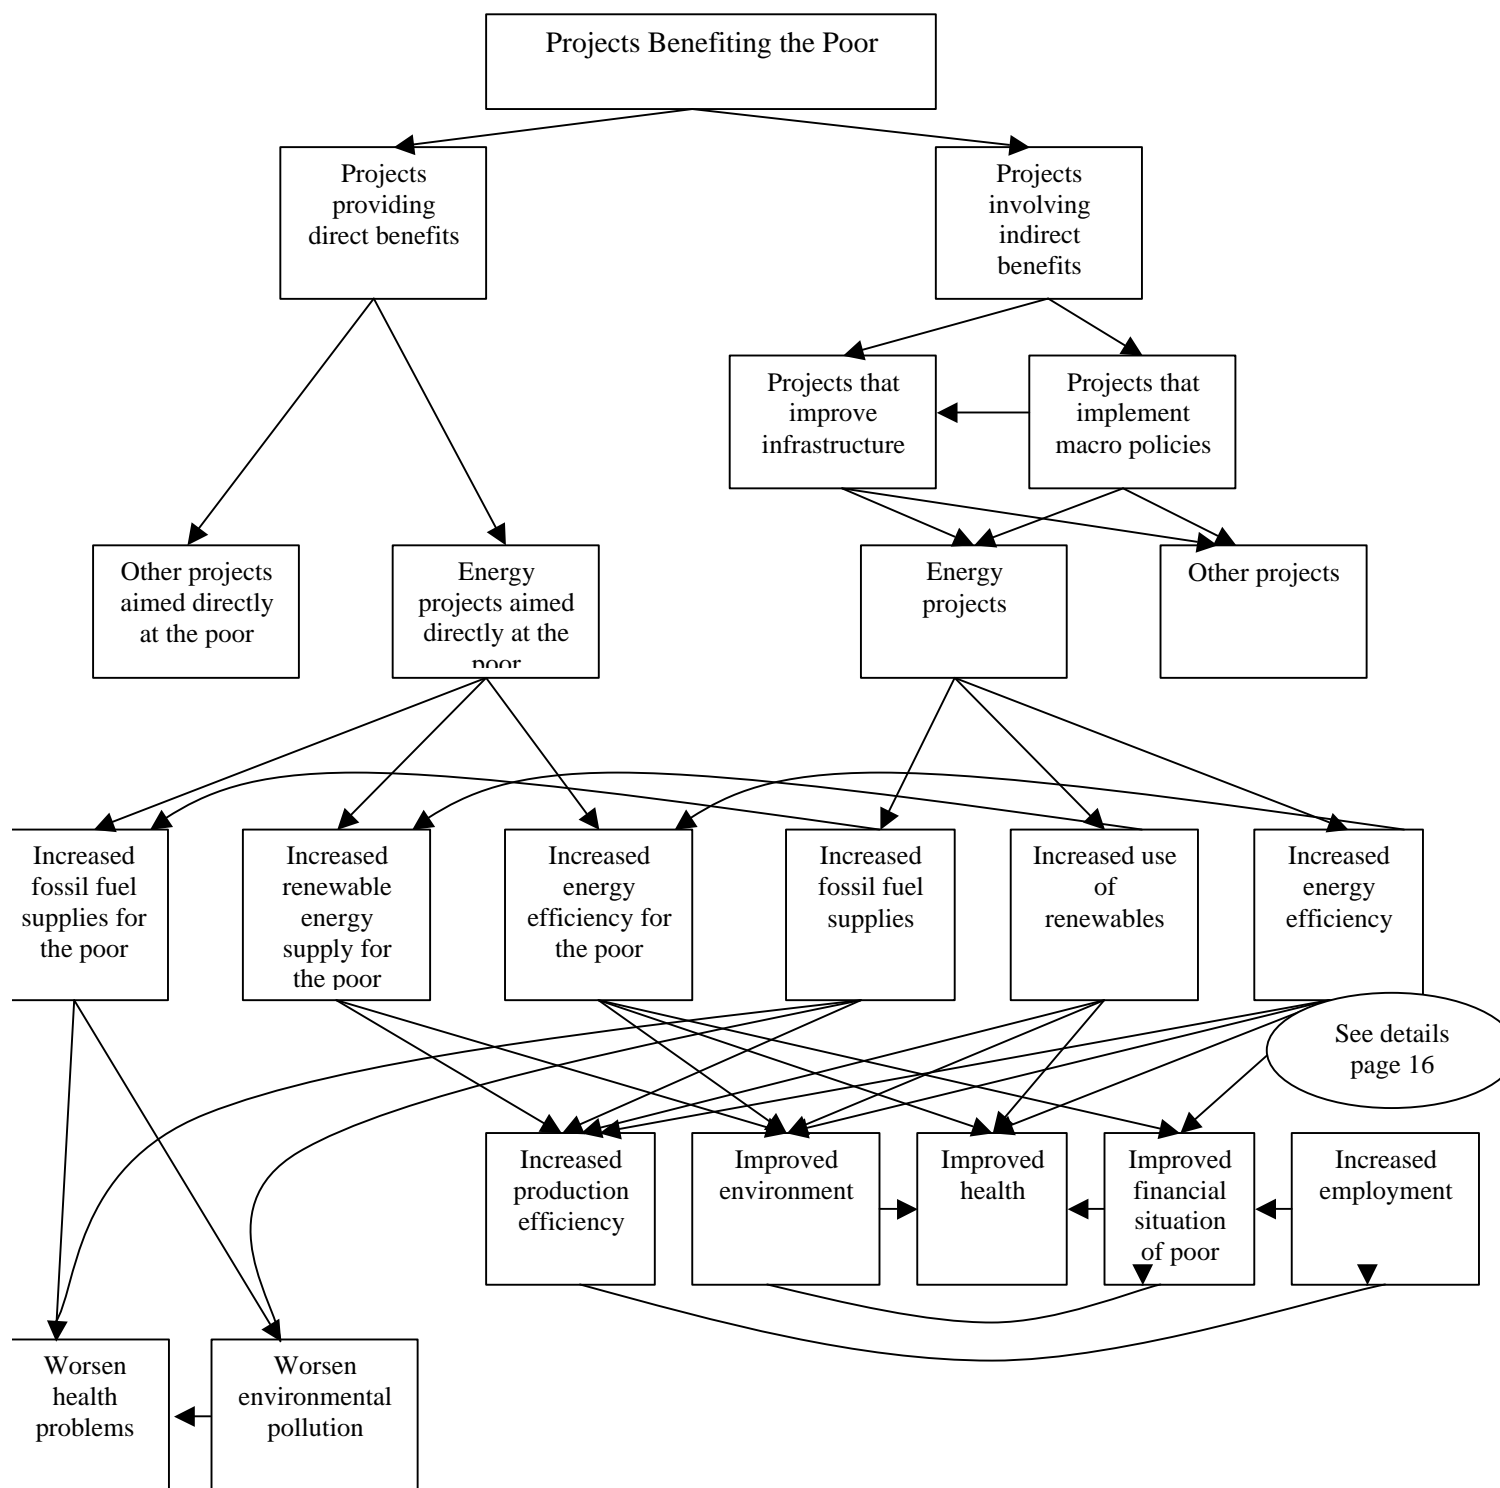 Projects Benefiting the Poor
Projects
providing
direct benefits
Projects
involving
indirect
benefits
Projects that
improve
infrastructure
Projects that
implement
macro policies
Other projects
aimed directly
at the poor
Energy
projects aimed
directly at the
poor
Energy
projects
Other projects
Increased
fossil fuel
supplies for
the poor
Increased
renewable
energy
supply for
the poor
Increased
energy
efficiency for
the poor
Increased
fossil fuel
supplies
Increased use
of
renewables
Increased
energy
efficiency
See details
page 16
Increased
production
efficiency
Improved
environment
Improved
health
Improved
financial
situation
of poor
Increased
employment
Worsen
health
problems
Worsen
environmental
pollution